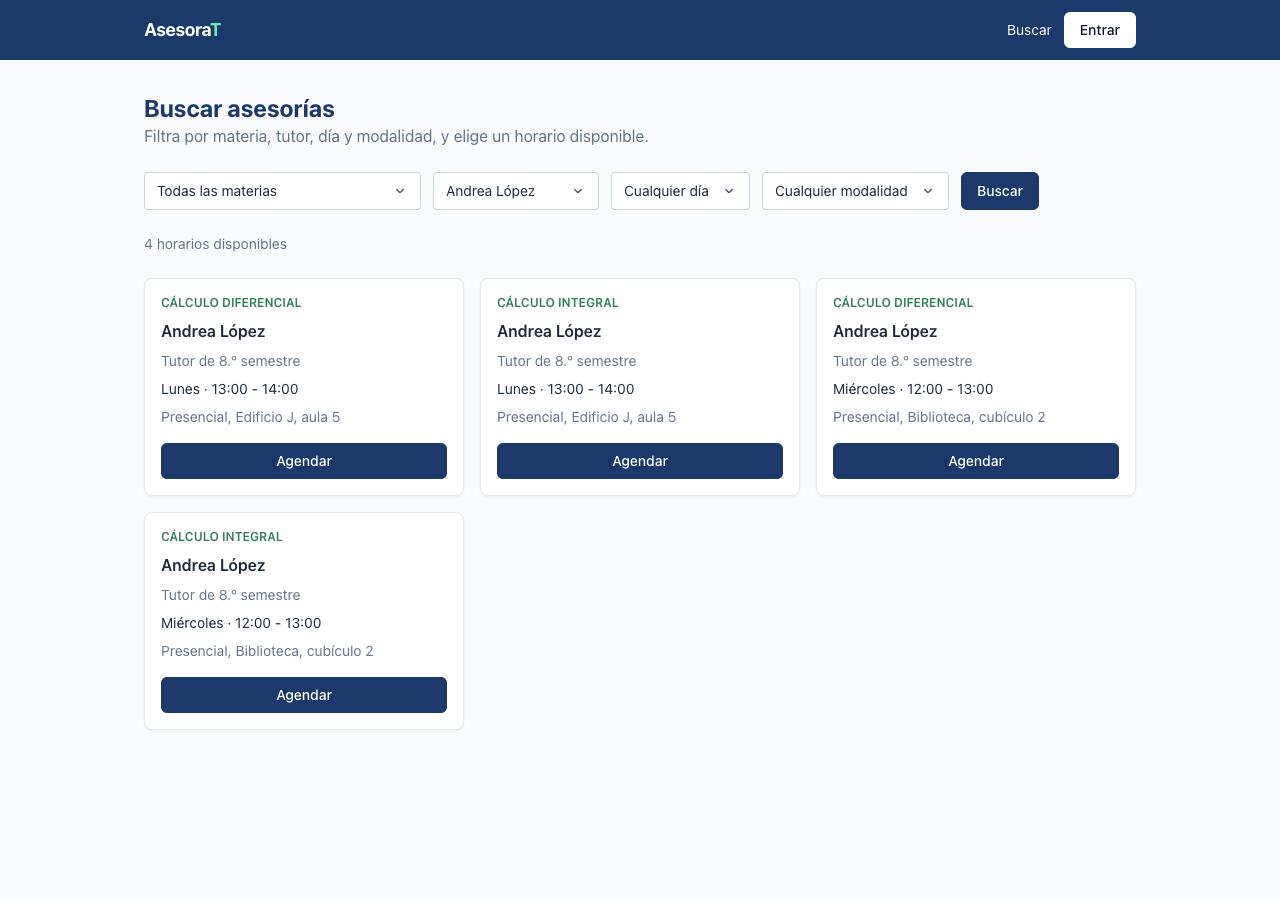 AsesoraT
Buscar
Entrar
Buscar asesorías
Filtra por materia, tutor, día y modalidad, y elige un horario disponible.
Todas las materias
Andrea López
Cualquier día
Cualquier modalidad
Buscar
4 horarios disponibles
CÁLCULO DIFERENCIAL
Andrea López
Tutor de 8.º semestre
Lunes · 13:00 - 14:00
Presencial, Edificio J, aula 5
Agendar
CÁLCULO INTEGRAL
Andrea López
Tutor de 8.º semestre
Lunes · 13:00 - 14:00
Presencial, Edificio J, aula 5
Agendar
CÁLCULO DIFERENCIAL
Andrea López
Tutor de 8.º semestre
Miércoles · 12:00 - 13:00
Presencial, Biblioteca, cubículo 2
Agendar
CÁLCULO INTEGRAL
Andrea López
Tutor de 8.º semestre
Miércoles · 12:00 - 13:00
Presencial, Biblioteca, cubículo 2
Agendar